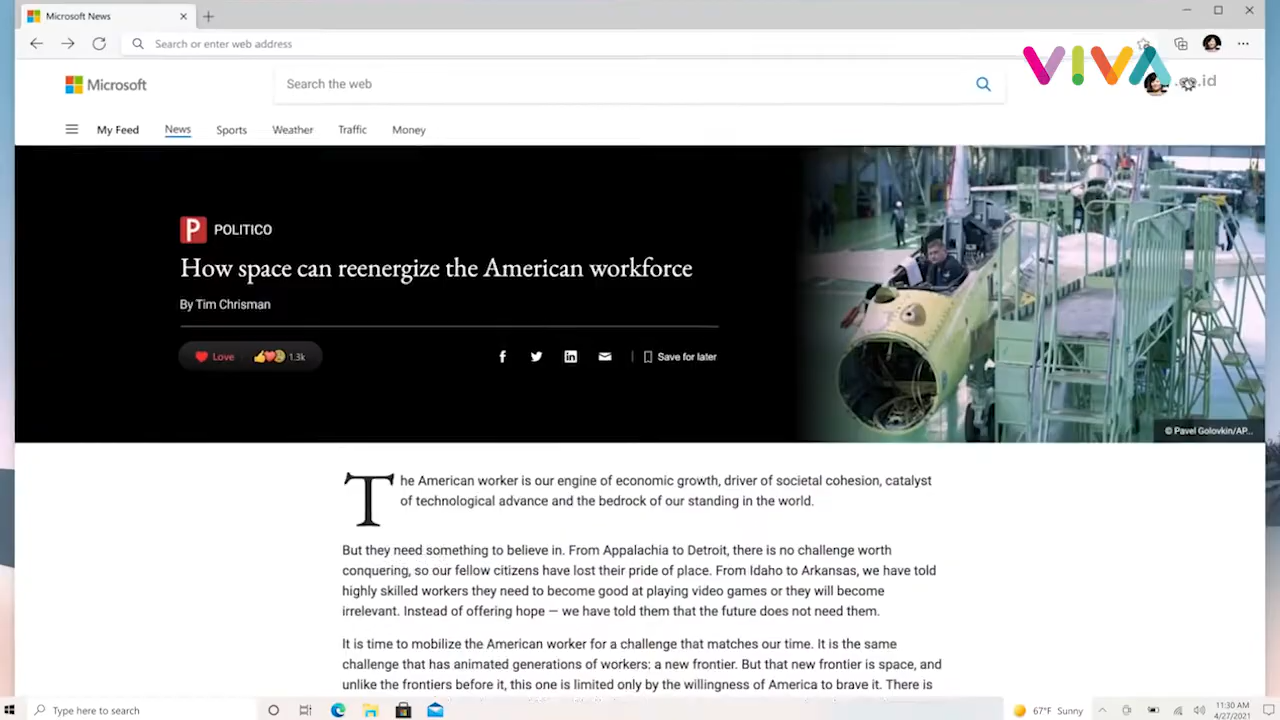 Microsoft News
Search or enter web address
VIVA.co.id
Microsoft
Search the web
My Feed
News
Sports
Weather
Traffic
Money
POLITICO
How space can reenergize the American workforce
By Tim Chrisman
Love
1.3k
Save for later
© Pavel Golovkin/AP...
The American worker is our engine of economic growth, driver of societal cohesion, catalyst
of technological advance and the bedrock of our standing in the world.
But they need something to believe in. From Appalachia to Detroit, there is no challenge worth
conquering, so our fellow citizens have lost their pride of place. From Idaho to Arkansas, we have told
highly skilled workers they need to become good at playing video games or they will become
irrelevant. Instead of offering hope — we have told them that the future does not need them.
It is time to mobilize the American worker for a challenge that matches our time. It is the same
challenge that has animated generations of workers: a new frontier. But that new frontier is space, and
unlike the frontiers before it, this one is limited only by the willingness of America to brave it. There is
Type here to search
67°F Sunny
11:30 AM
4/27/2021